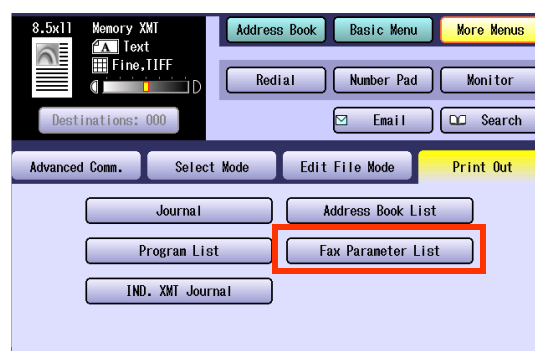 8.5x11 Memory XMT
A Text
Fine,TIFF
D
Destinations: 000
Address Book Basic Menu More Menus
Redial Number Pad Monitor
Email Search
Advanced Comm. Select Mode Edit File Mode Print Out
Journal Address Book List
Program List Fax Parameter List
IND. XMT Journal